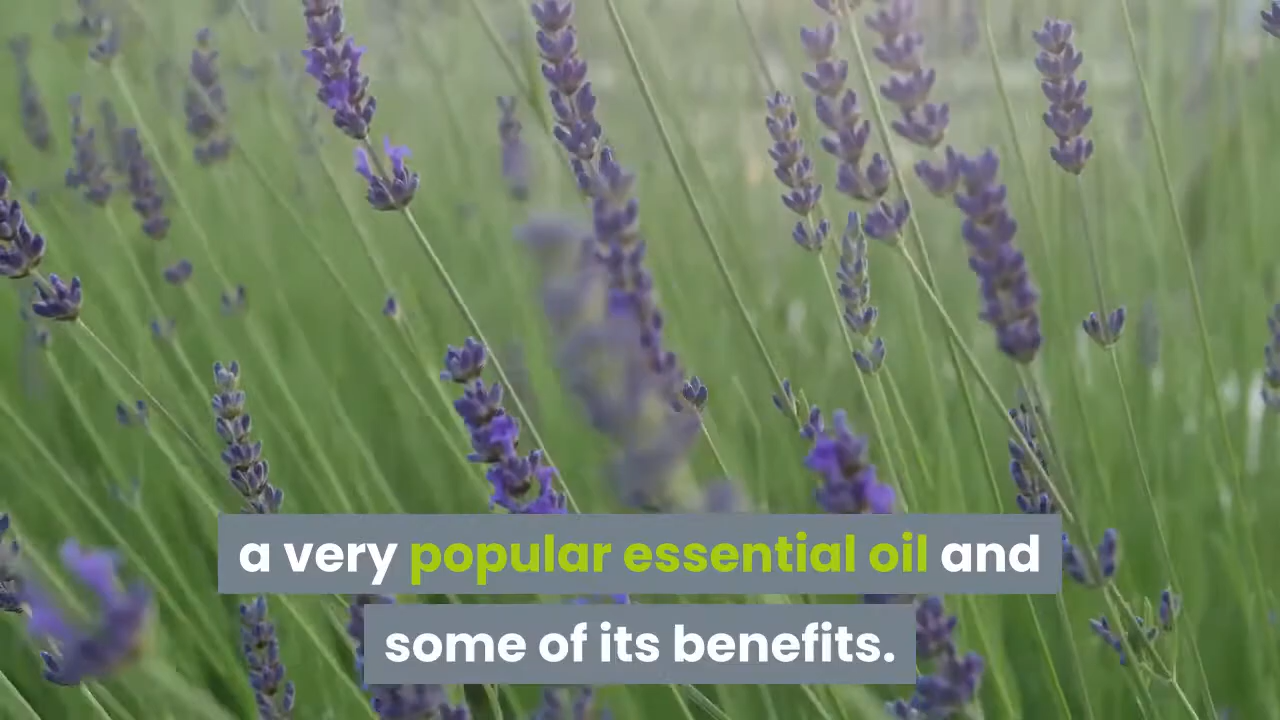 a very popular essential oil and
some of its benefits.